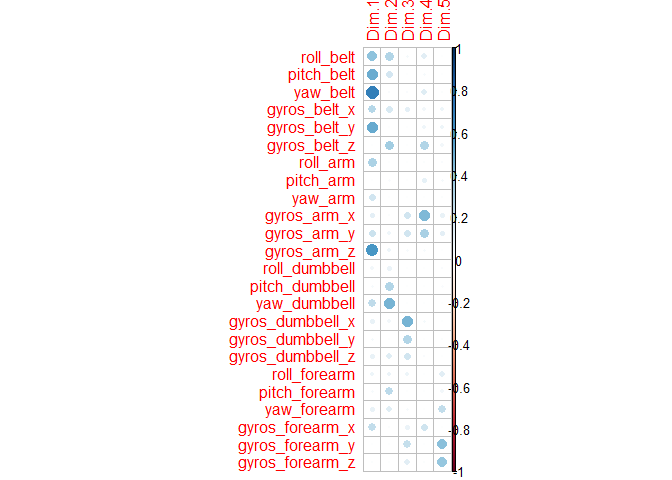 Dim.1
Dim.2
Dim.3
Dim.4
Dim.5
roll_belt
pitch_belt
yaw_belt
gyros_belt_x
gyros_belt_y
gyros_belt_z
roll_arm
pitch_arm
yaw_arm
gyros_arm_x
gyros_arm_y
gyros_arm_z
roll_dumbbell
pitch_dumbbell
yaw_dumbbell
gyros_dumbbell_x
gyros_dumbbell_y
gyros_dumbbell_z
roll_forearm
pitch_forearm
yaw_forearm
gyros_forearm_x
gyros_forearm_y
gyros_forearm_z
1
0.8
0.6
0.4
0.2
0
-0.2
-0.4
-0.6
-0.8
-1